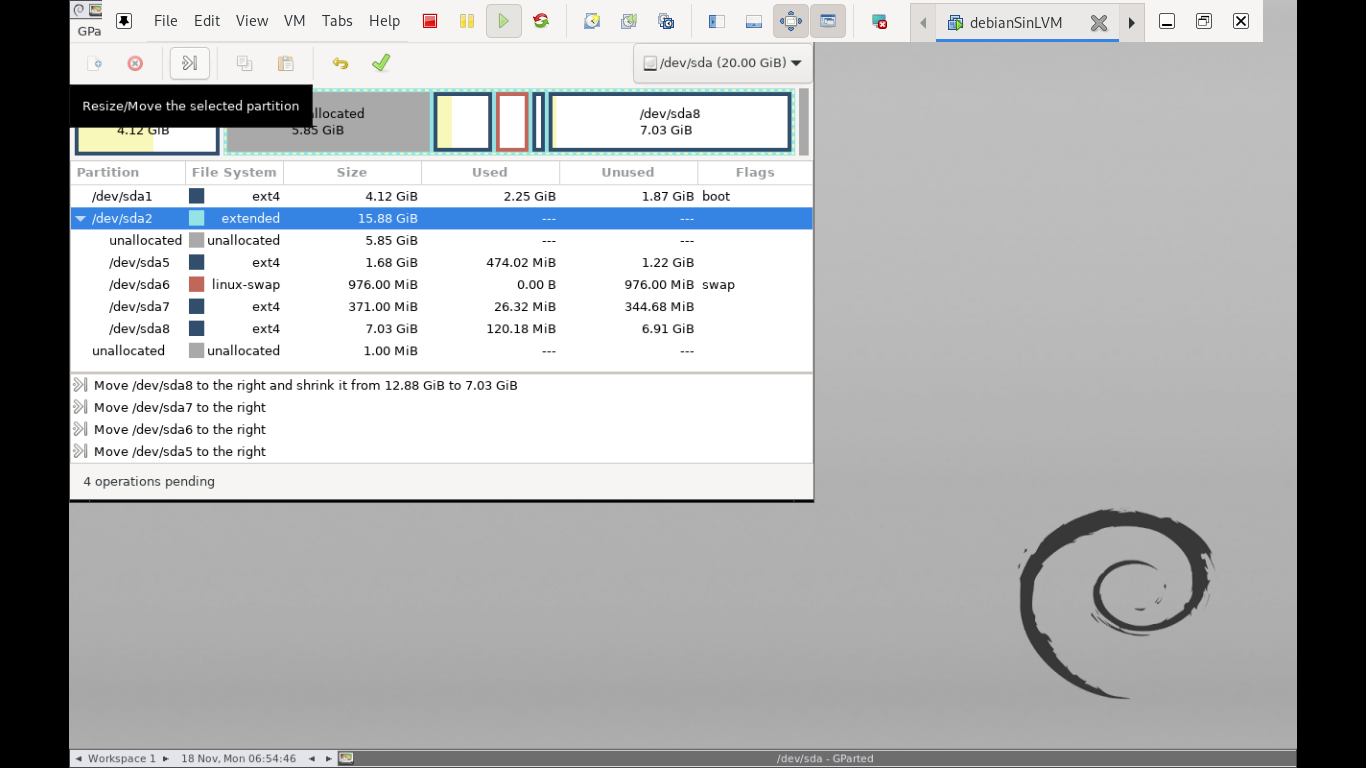 File Edit View VM Tabs Help
debianSinLVM
GPa
/dev/sda (20.00 GiB)
Resize/Move the selected partition
4.12 GiB
5.85 GiB
/dev/sda8
7.03 GiB
Partition File System Size Used Unused Flags
/dev/sda1 ext4 4.12 GiB 2.25 GiB 1.87 GiB boot
/dev/sda2 extended 15.88 GiB --- ---
unallocated unallocated 5.85 GiB --- ---
/dev/sda5 ext4 1.68 GiB 474.02 MiB 1.22 GiB
/dev/sda6 linux-swap 976.00 MiB 0.00 B 976.00 MiB swap
/dev/sda7 ext4 371.00 MiB 26.32 MiB 344.68 MiB
/dev/sda8 ext4 7.03 GiB 120.18 MiB 6.91 GiB
unallocated unallocated 1.00 MiB --- ---
Move /dev/sda8 to the right and shrink it from 12.88 GiB to 7.03 GiB
Move /dev/sda7 to the right
Move /dev/sda6 to the right
Move /dev/sda5 to the right
4 operations pending
Workspace 1 18 Nov, Mon 06:54:46 /dev/sda - GParted